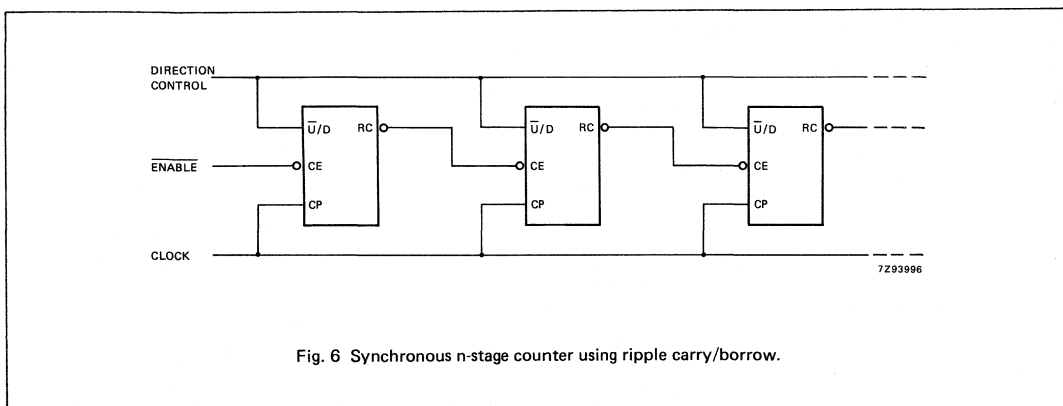 DIRECTION
CONTROL
U̅/D RC U̅/D RC U̅/D RC
E̅N̅A̅B̅L̅E̅ CE CE CE
CP CP CP
CLOCK
7Z93996
Fig. 6 Synchronous n-stage counter using ripple carry/borrow.